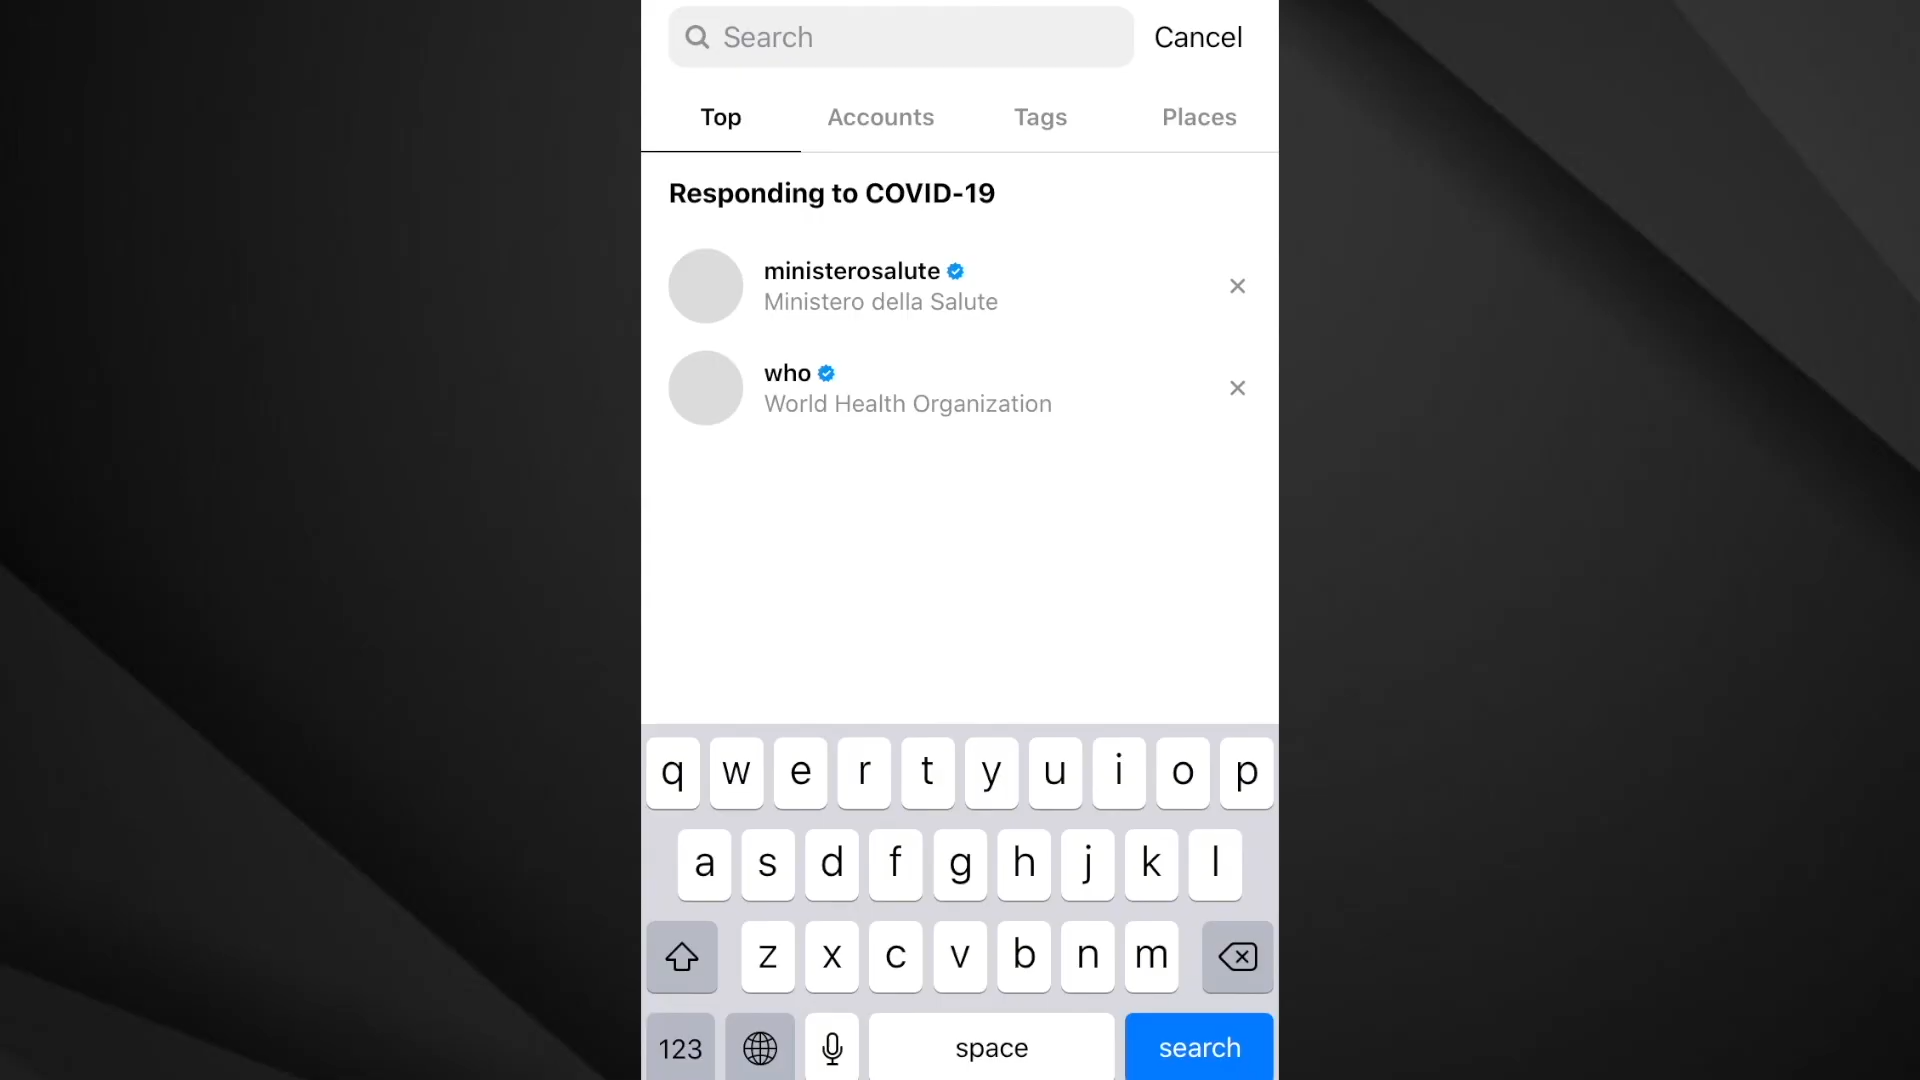 Search Cancel
Top Accounts Tags Places
Responding to COVID-19
ministerosalute
Ministero della Salute
who
World Health Organization
q w e r t y u i o p
a s d f g h j k l
z x c v b n m
123 space search